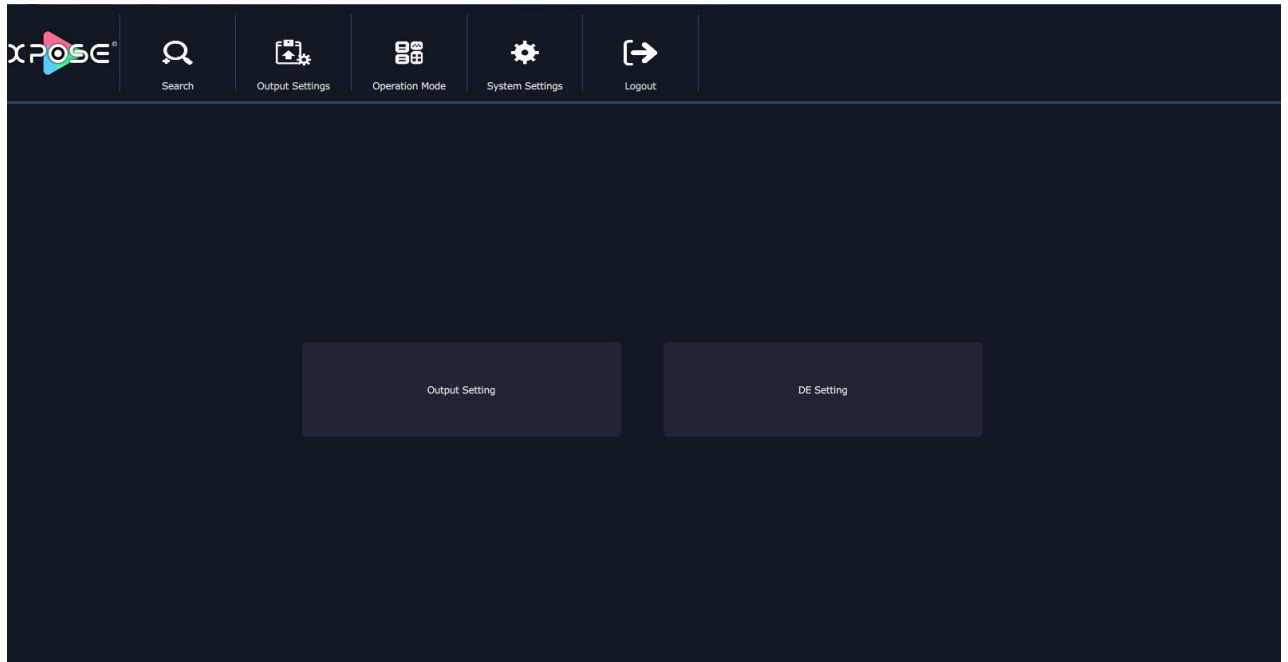 XPOSE®
Search
Output Settings
Operation Mode
System Settings
Logout
Output Setting
DE Setting